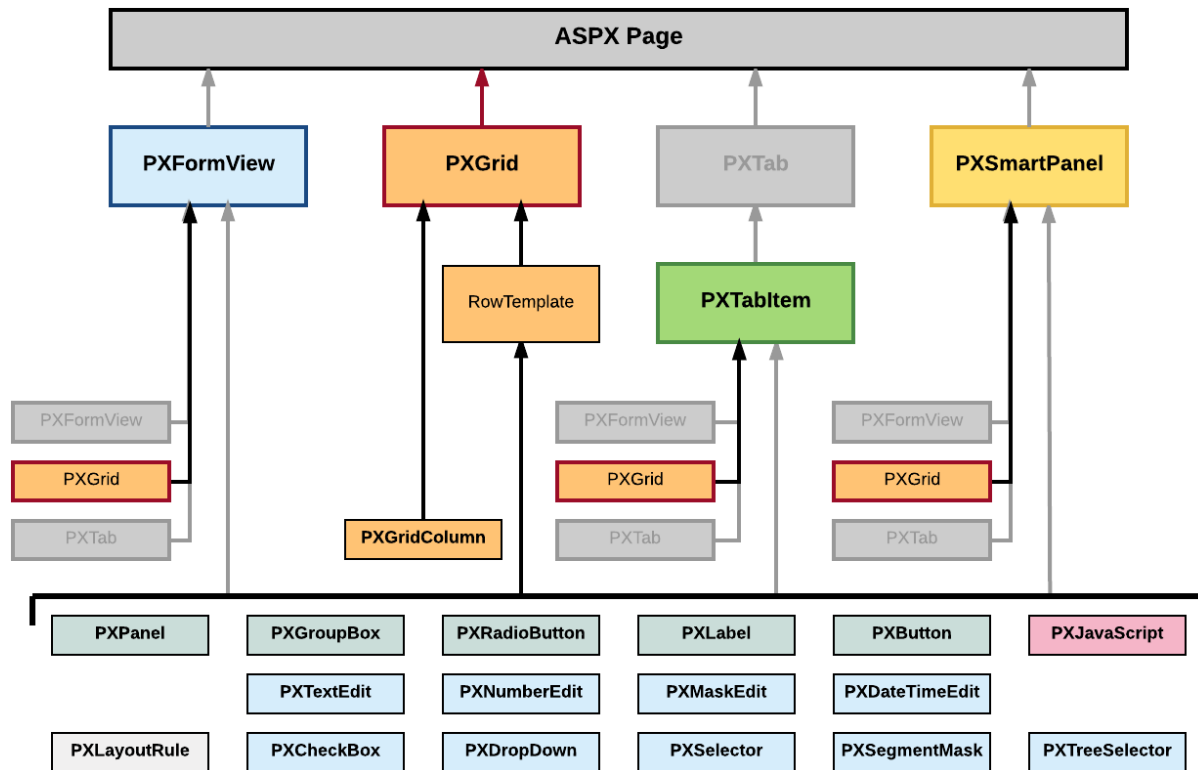 ASPX Page
PXFormView
PXGrid
PXTab
PXSmartPanel
RowTemplate
PXTabItem
PXFormView
PXFormView
PXFormView
PXGrid
PXGrid
PXGrid
PXGridColumn
PXTab
PXTab
PXTab
PXPanel
PXGroupBox
PXRadioButton
PXLabel
PXButton
PXJavaScript
PXTextEdit
PXNumberEdit
PXMaskEdit
PXDateTimeEdit
PXLayoutRule
PXCheckBox
PXDropDown
PXSelector
PXSegmentMask
PXTreeSelector